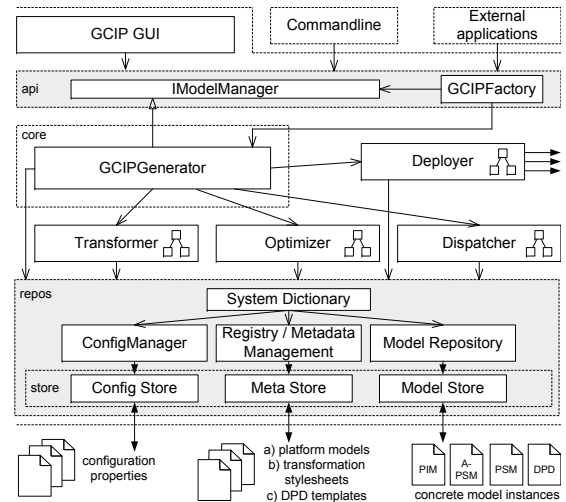 GCIP GUI
Commandline
External
applications
api
IModelManager
GCIPFactory
core
GCIPGenerator
Deployer
Transformer
Optimizer
Dispatcher
repos
System Dictionary
ConfigManager
Registry / Metadata
Management
Model Repository
store
Config Store
Meta Store
Model Store
configuration
properties
a) platform models
b) transformation
stylesheets
c) DPD templates
PIM
A-
PSM
PSM
DPD
concrete model instances